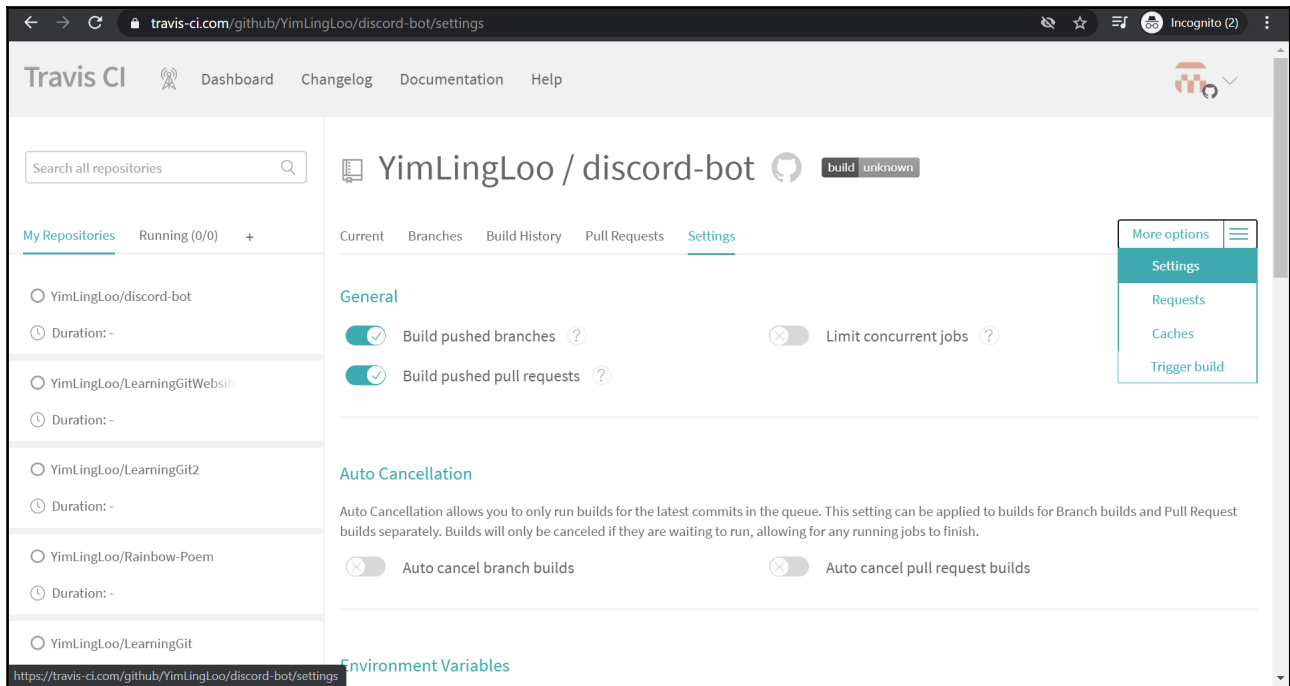 travis-ci.com/github/YimLingLoo/discord-bot/settings
Incognito (2)
Travis CI
Dashboard
Changelog
Documentation
Help
Search all repositories
My Repositories
Running (0/0)
+
YimLingLoo/discord-bot
Duration: -
YimLingLoo/LearningGitWebsit
Duration: -
YimLingLoo/LearningGit2
Duration: -
YimLingLoo/Rainbow-Poem
Duration: -
YimLingLoo/LearningGit
https://travis-ci.com/github/YimLingLoo/discord-bot/settings
YimLingLoo / discord-bot
build unknown
Current
Branches
Build History
Pull Requests
Settings
More options
Settings
Requests
Caches
Trigger build
General
Build pushed branches ?
Limit concurrent jobs ?
Build pushed pull requests ?
Auto Cancellation
Auto Cancellation allows you to only run builds for the latest commits in the queue. This setting can be applied to builds for Branch builds and Pull Request
builds separately. Builds will only be canceled if they are waiting to run, allowing for any running jobs to finish.
Auto cancel branch builds
Auto cancel pull request builds
Environment Variables